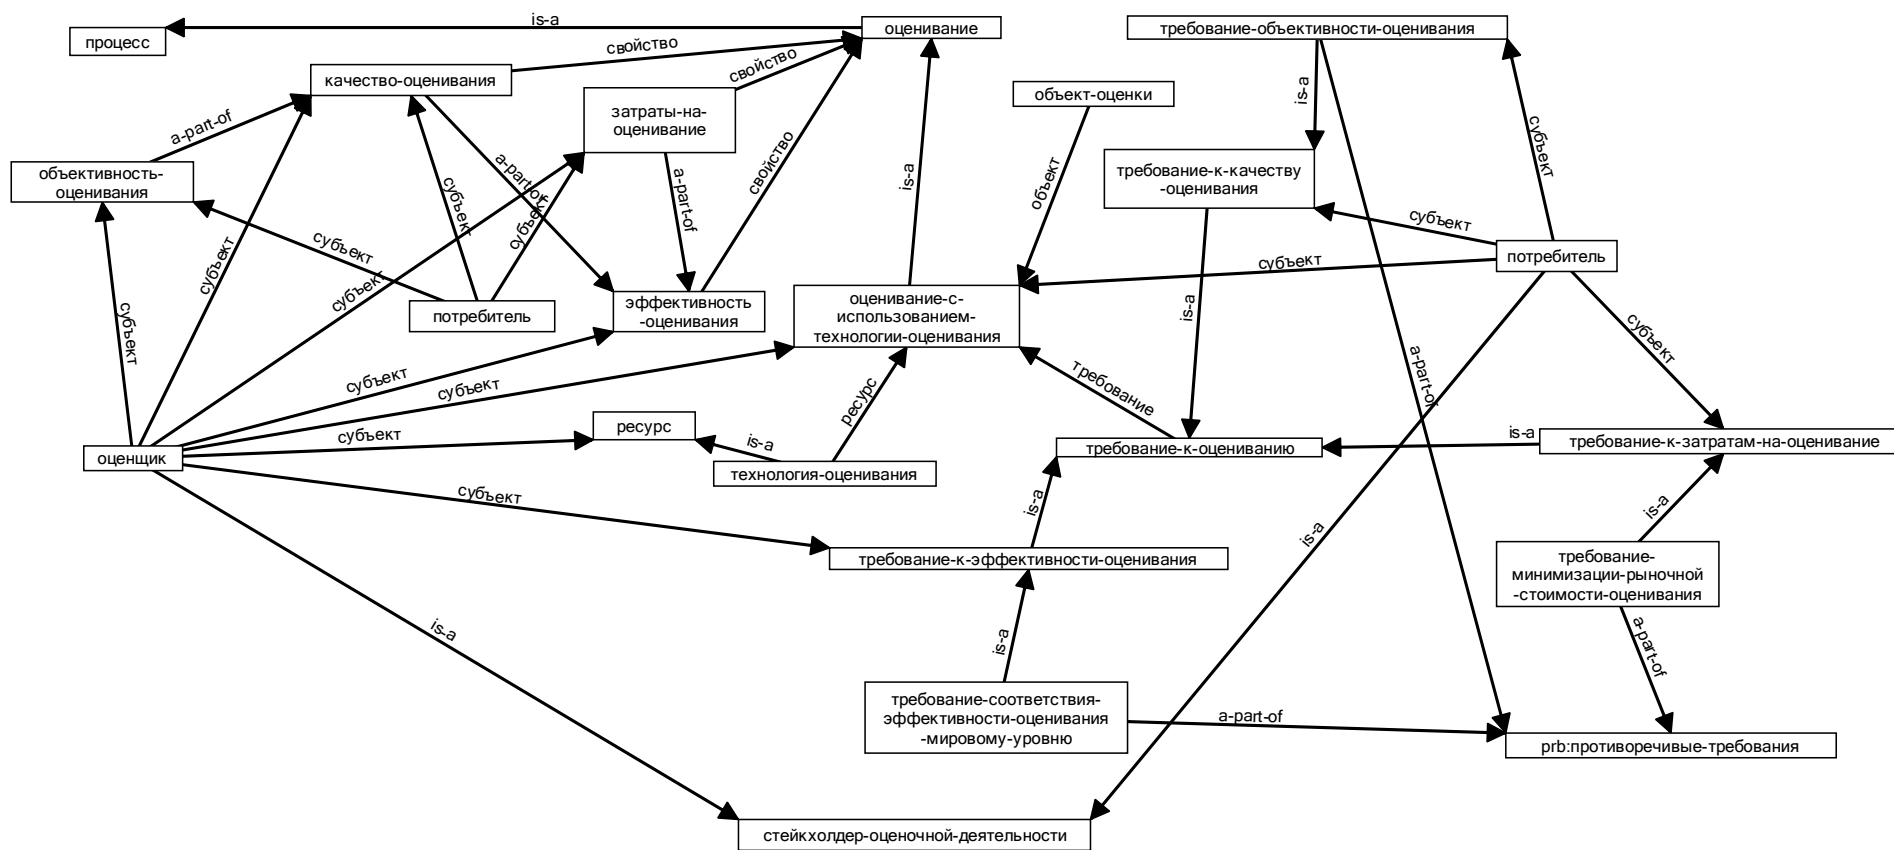 is-a
оценивание
требование-объективности-оценивания
процесс
свойство
качество-оценивания
свойство
is-a
объект-оценки
затраты-на-
оценивание
a-part-of
субъект
объективность-
оценивания
a-part-of
субъект
субъект
a-part-of
свойство
is-a
объект
требование-к-качеству
-оценивания
субъект
субъект
субъект
субъект
субъект
субъект
потребитель
эффективность
-оценивания
оценивание-с-
использованием-
технологии-оценивания
субъект
потребитель
is-a
субъект
субъект
субъект
субъект
ресурс
требование
a-part-of
ресурс
is-a
технология-оценивания
оценщик
требование-к-оцениванию
is-a
требование-к-затратам-на-оценивание
субъект
is-a
is-a
is-a
требование-к-эффективности-оценивания
требование-
минимизации-рыночной
-стоимости-оценивания
is-a
is-a
a-part-of
требование-соответствия-
эффективности-оценивания
-мировому-уровню
a-part-of
prb:противоречивые-требования
стейкхолдер-оценочной-деятельности